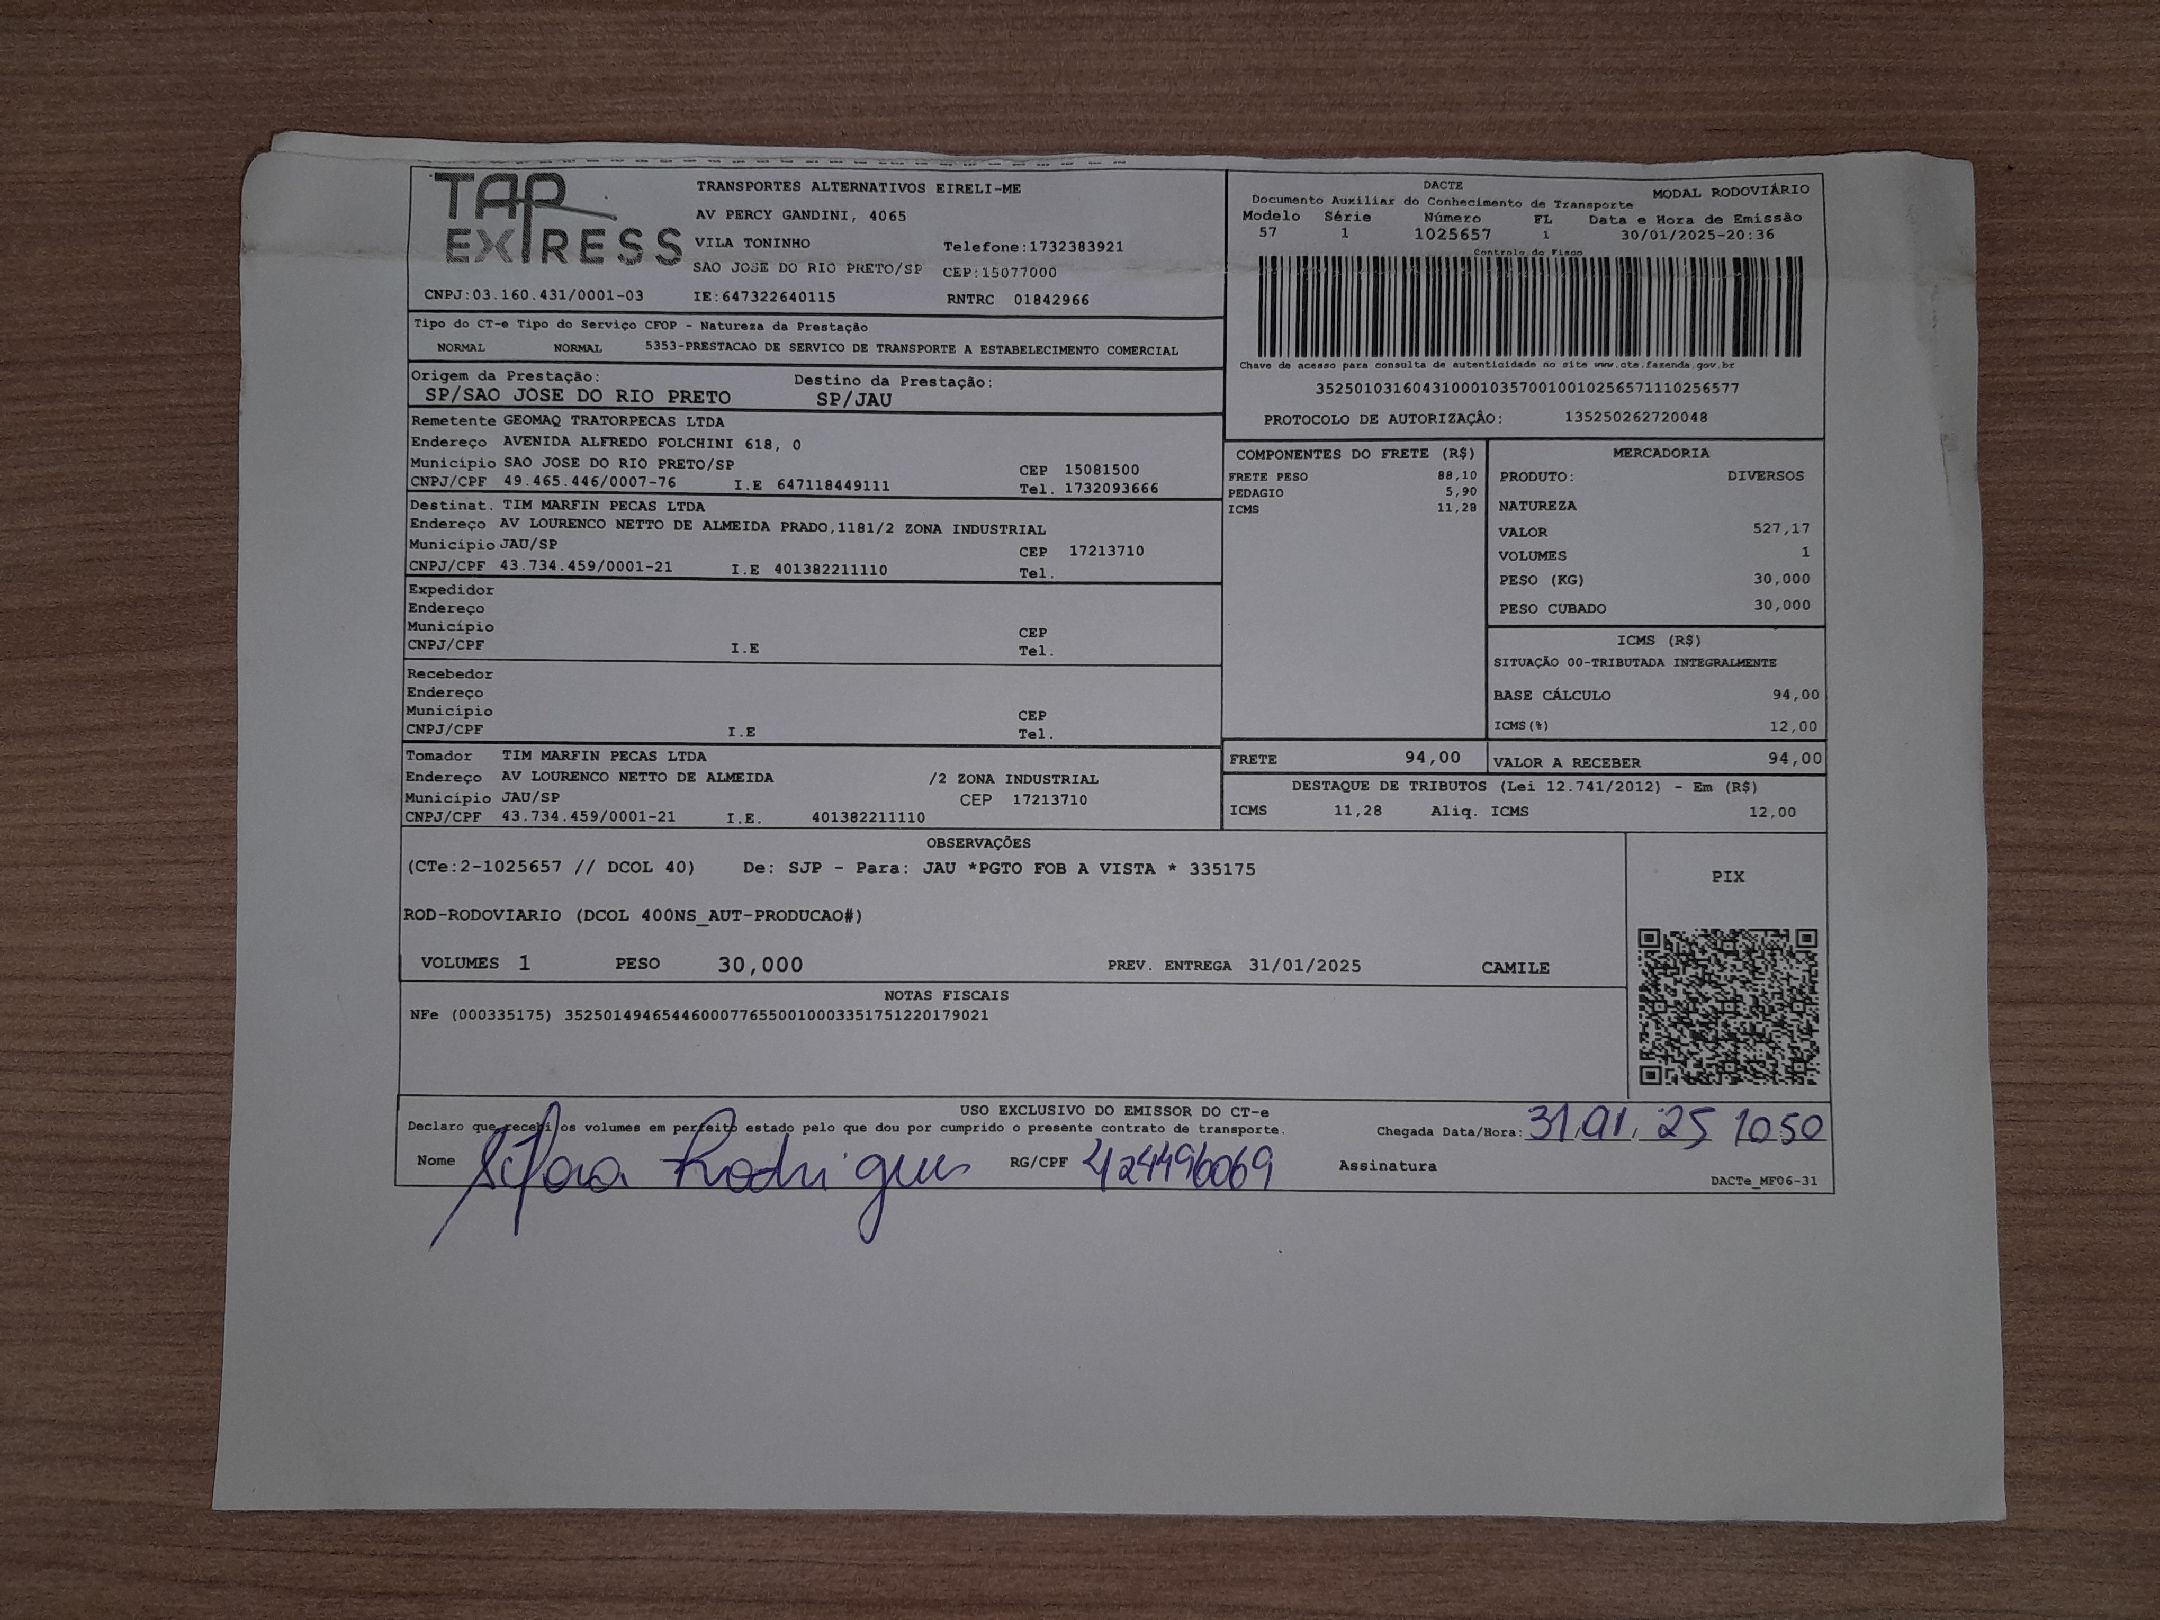 TAP EXPRESS
TRANSPORTES ALTERNATIVOS EIRELI-ME
AV PERCY GANDINI, 4065
VILA TONINHO Telefone:1732383921
SAO JOSE DO RIO PRETO/SP CEP:15077000
CNPJ:03.160.431/0001-03 IE:647322640115 RNTRC 01842966
DACTE MODAL RODOVIÁRIO
Documento Auxiliar do Conhecimento de Transporte
Modelo Série Número FL Data e Hora de Emissão
57 1 1025657 1 30/01/2025-20:36
Controle do Fisco
Chave de acesso para consulta de autenticidade no site www.cte.fazenda.gov.br
35250103160431000103570010010256571110256577
PROTOCOLO DE AUTORIZAÇÃO: 135250262720048
Tipo do CT-e Tipo do Serviço CFOP - Natureza da Prestação
NORMAL NORMAL 5353-PRESTACAO DE SERVICO DE TRANSPORTE A ESTABELECIMENTO COMERCIAL
Origem da Prestação: Destino da Prestação:
SP/SAO JOSE DO RIO PRETO SP/JAU
Remetente GEOMAQ TRATORPECAS LTDA
Endereço AVENIDA ALFREDO FOLCHINI 618, 0
Município SAO JOSE DO RIO PRETO/SP CEP 15081500
CNPJ/CPF 49.465.446/0007-76 I.E 647118449111 Tel. 1732093666
Destinat. TIM MARFIN PECAS LTDA
Endereço AV LOURENCO NETTO DE ALMEIDA PRADO,1181/2 ZONA INDUSTRIAL
Município JAU/SP CEP 17213710
CNPJ/CPF 43.734.459/0001-21 I.E 401382211110 Tel.
Expedidor
Endereço
Município CEP
CNPJ/CPF I.E Tel.
Recebedor
Endereço
Município CEP
CNPJ/CPF I.E Tel.
Tomador TIM MARFIN PECAS LTDA
Endereço AV LOURENCO NETTO DE ALMEIDA /2 ZONA INDUSTRIAL
Município JAU/SP CEP 17213710
CNPJ/CPF 43.734.459/0001-21 I.E. 401382211110
COMPONENTES DO FRETE (R$)
FRETE PESO 88,10
PEDAGIO 5,90
ICMS 11,28
MERCADORIA
PRODUTO: DIVERSOS
NATUREZA
VALOR 527,17
VOLUMES 1
PESO (KG) 30,000
PESO CUBADO 30,000
ICMS (R$)
SITUAÇÃO 00-TRIBUTADA INTEGRALMENTE
BASE CÁLCULO 94,00
ICMS(%) 12,00
FRETE 94,00 VALOR A RECEBER 94,00
DESTAQUE DE TRIBUTOS (Lei 12.741/2012) - Em (R$)
ICMS 11,28 Aliq. ICMS 12,00
OBSERVAÇÕES
(CTe:2-1025657 // DCOL 40) De: SJP - Para: JAU *PGTO FOB A VISTA * 335175
ROD-RODOVIARIO (DCOL 400NS_AUT-PRODUCAO#)
VOLUMES 1 PESO 30,000 PREV. ENTREGA 31/01/2025 CAMILE
PIX
NOTAS FISCAIS
NFe (000335175) 35250149465446000776550010003351751220179021
USO EXCLUSIVO DO EMISSOR DO CT-e
Declaro que recebi os volumes em perfeito estado pelo que dou por cumprido o presente contrato de transporte.
Chegada Data/Hora: 31.01.25 1050
Nome Rodrigues RG/CPF 424496069 Assinatura
DACTe_MF06-31